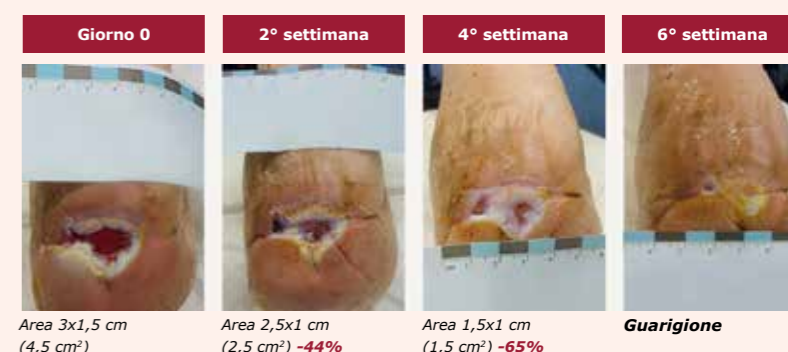 Giorno 0
2° settimana
4° settimana
6° settimana
Area 3x1,5 cm
(4,5 cm²)
Area 2,5x1 cm
(2,5 cm²) -44%
Area 1,5x1 cm
(1,5 cm²) -65%
Guarigione